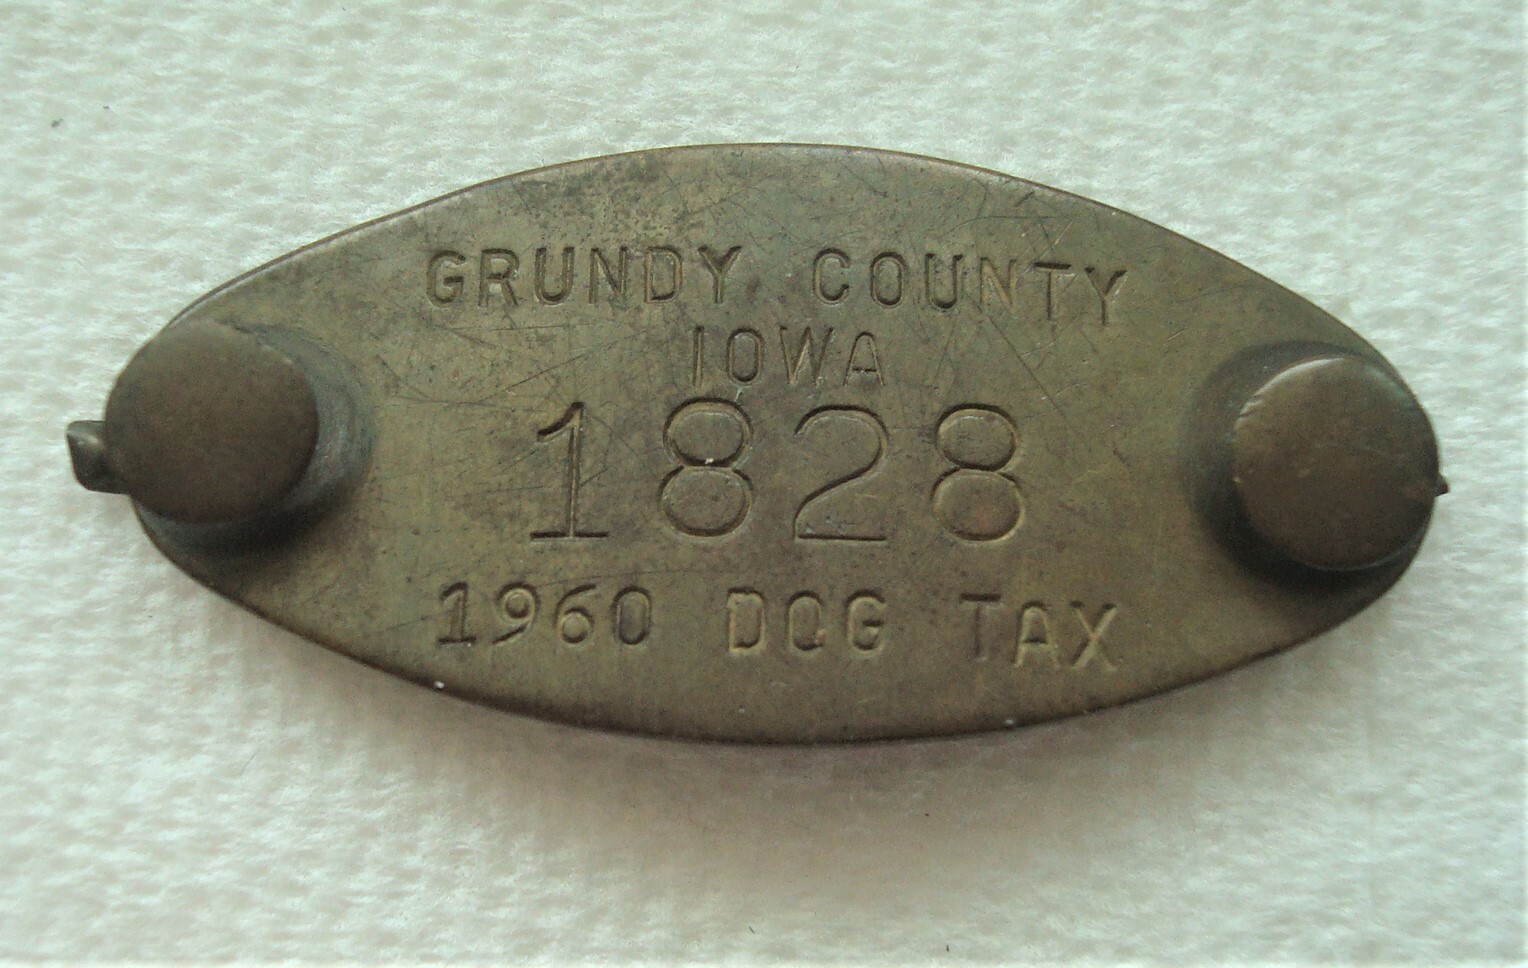 GRUNDY COUNTY
IOWA
1828
1960 DOG TAX